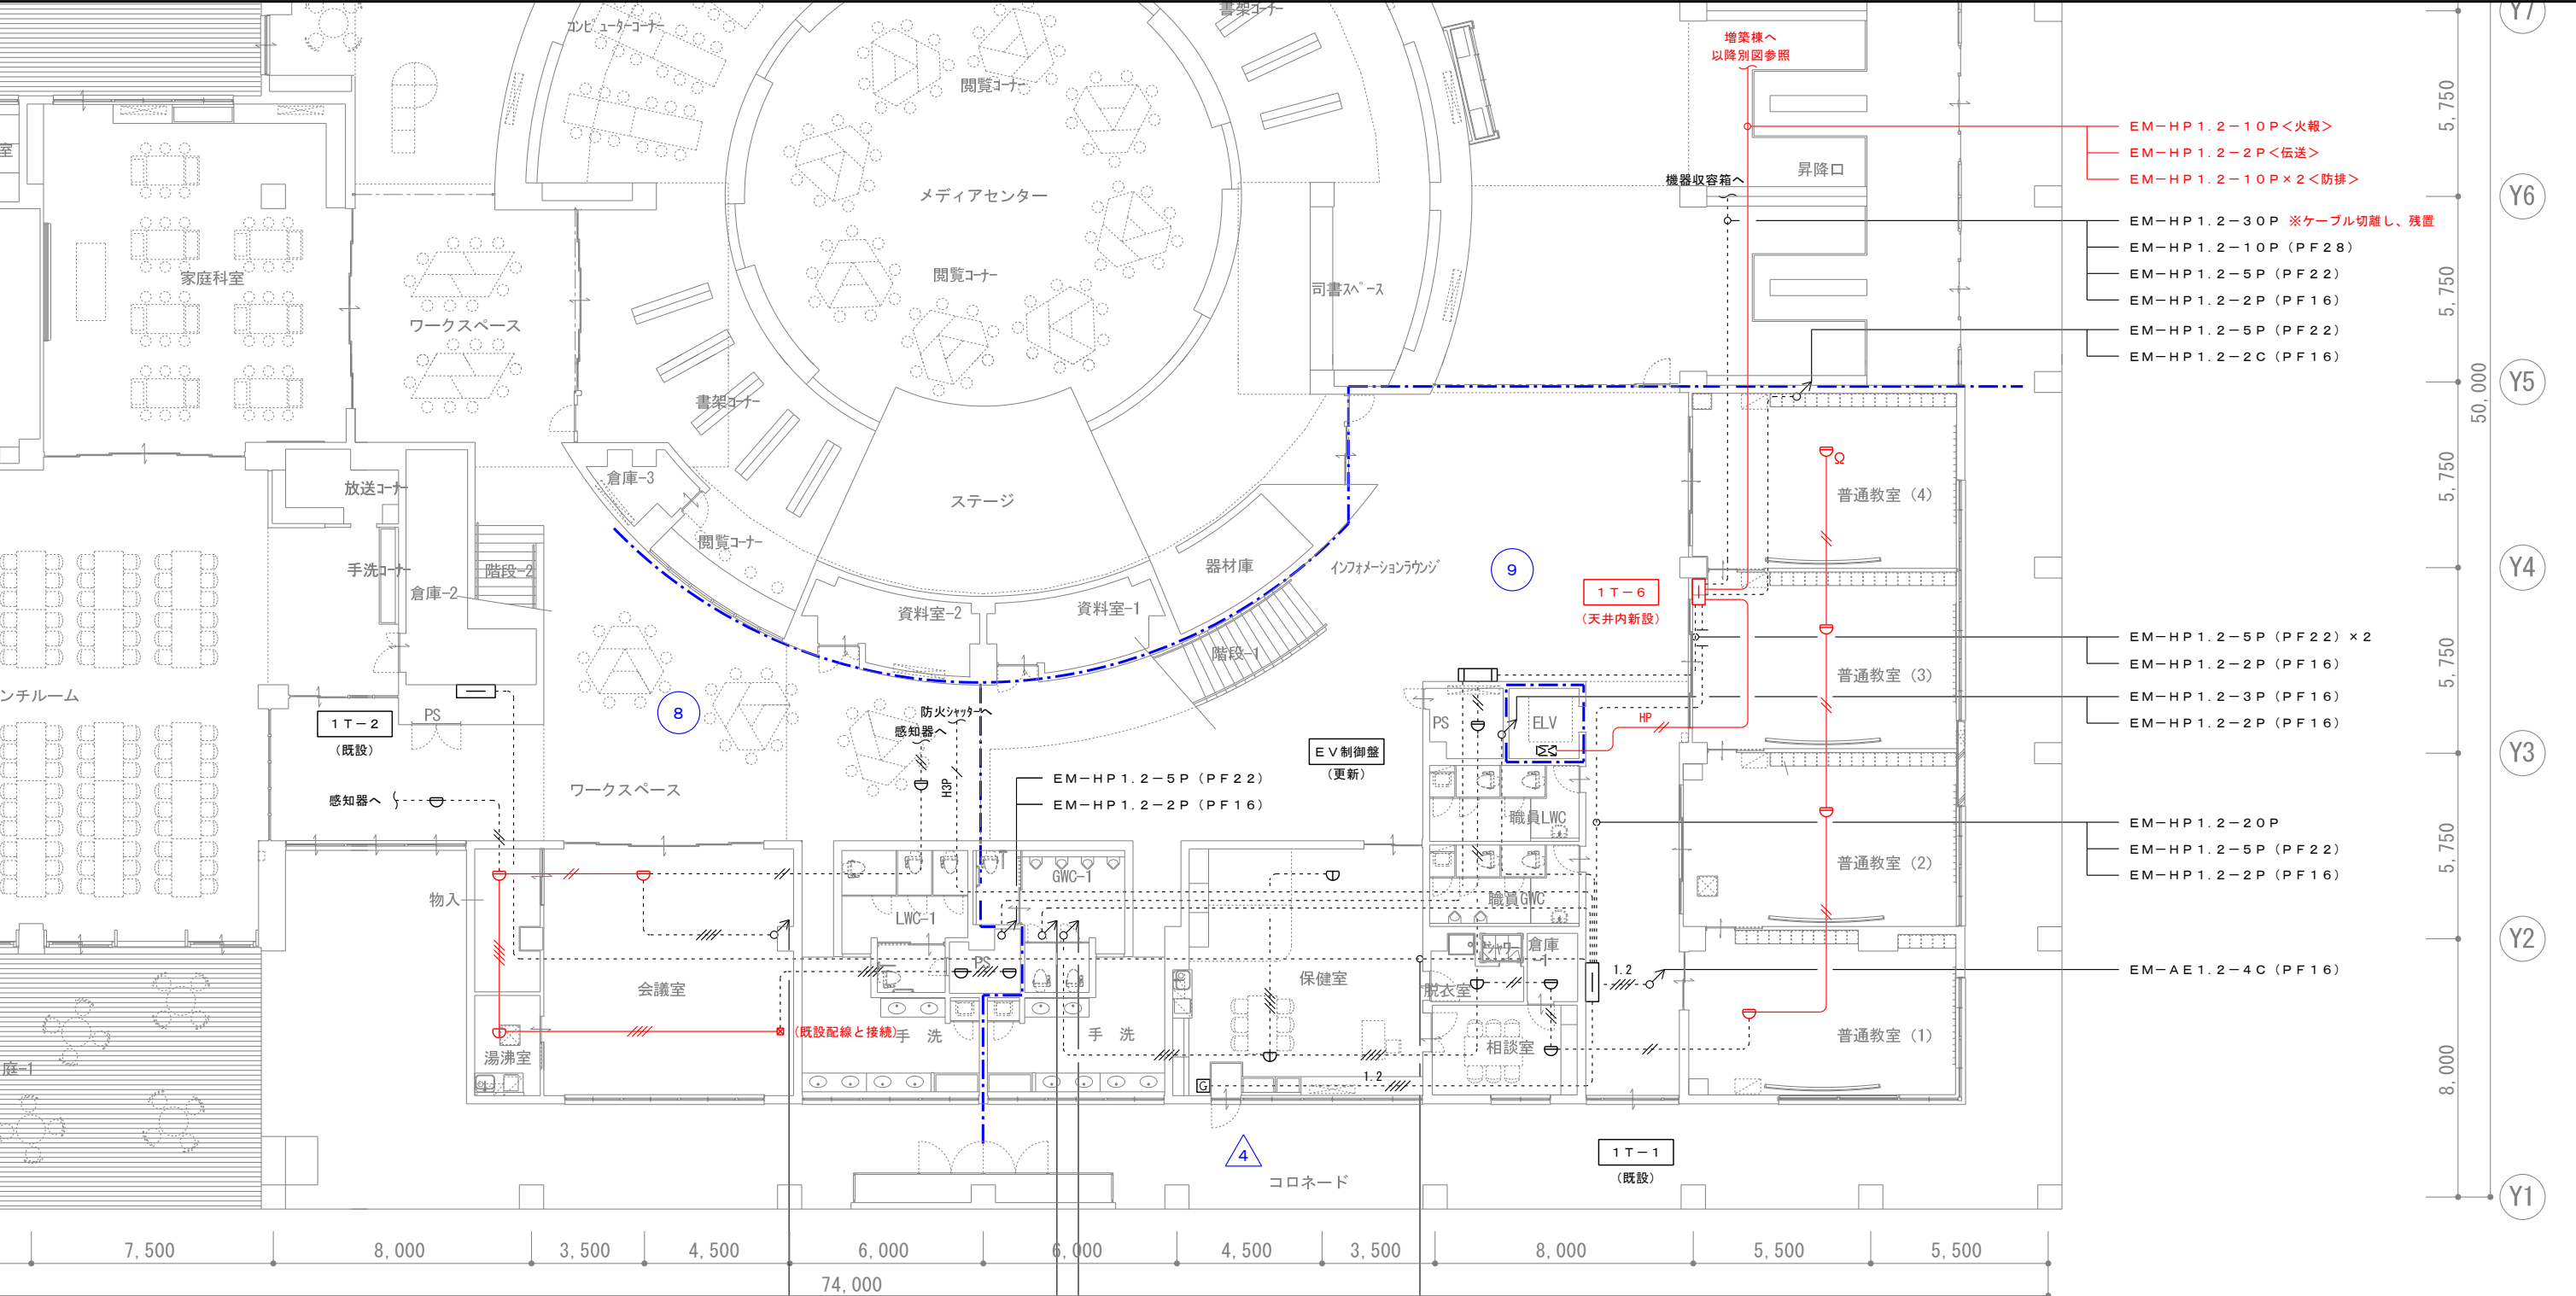 コンピューターコーナー
書架コーナー
増築棟へ
以降別図参照
Y7
閲覧コーナー
5,750
EM-HP1.2-10P<火報>
室
EM-HP1.2-2P<伝送>
昇降口
機器収容箱へ
EM-HP1.2-10P×2<防排>
メディアセンター
Y6
EM-HP1.2-30P ※ケーブル切離し、残置
EM-HP1.2-10P(PF28)
家庭科室
閲覧コーナー
EM-HP1.2-5P(PF22)
司書スペース
5,750
EM-HP1.2-2P(PF16)
ワークスペース
EM-HP1.2-5P(PF22)
EM-HP1.2-2C(PF16)
Y5
50,000
書架コーナー
倉庫-3
Ω
放送コーナー
ステージ
普通教室(4)
5,750
閲覧コーナー
手洗コーナー
階段-2
器材庫
インフォメーションラウンジ
9
Y4
倉庫-2
1T-6
資料室-2
資料室-1
(天井内新設)
EM-HP1.2-5P(PF22)×2
階段-1
EM-HP1.2-2P(PF16)
5,750
普通教室(3)
ンチルーム
EM-HP1.2-3P(PF16)
8
防火シャッターへ
PS
1T-2
PS
ELV
HP
EM-HP1.2-2P(PF16)
感知器へ
(既設)
EV制御盤
Y3
(更新)
H3P
EM-HP1.2-5P(PF22)
ワークスペース
感知器へ
EM-HP1.2-2P(PF16)
職員LWC
EM-HP1.2-20P
EM-HP1.2-5P(PF22)
5,750
普通教室(2)
GWC-1
EM-HP1.2-2P(PF16)
物入
職員GWC
LWC-1
Y2
シャワー
倉庫
-1
PS
1.2
EM-AE1.2-4C(PF16)
会議室
保健室
脱衣室
(既設配線と接続)
手 洗
手 洗
普通教室(1)
湯沸室
相談室
庭-1
1.2
G
8,000
1T-1
4
(既設)
コロネード
Y1
7,500
8,000
3,500
4,500
6,000
6,000
4,500
3,500
8,000
5,500
5,500
74,000